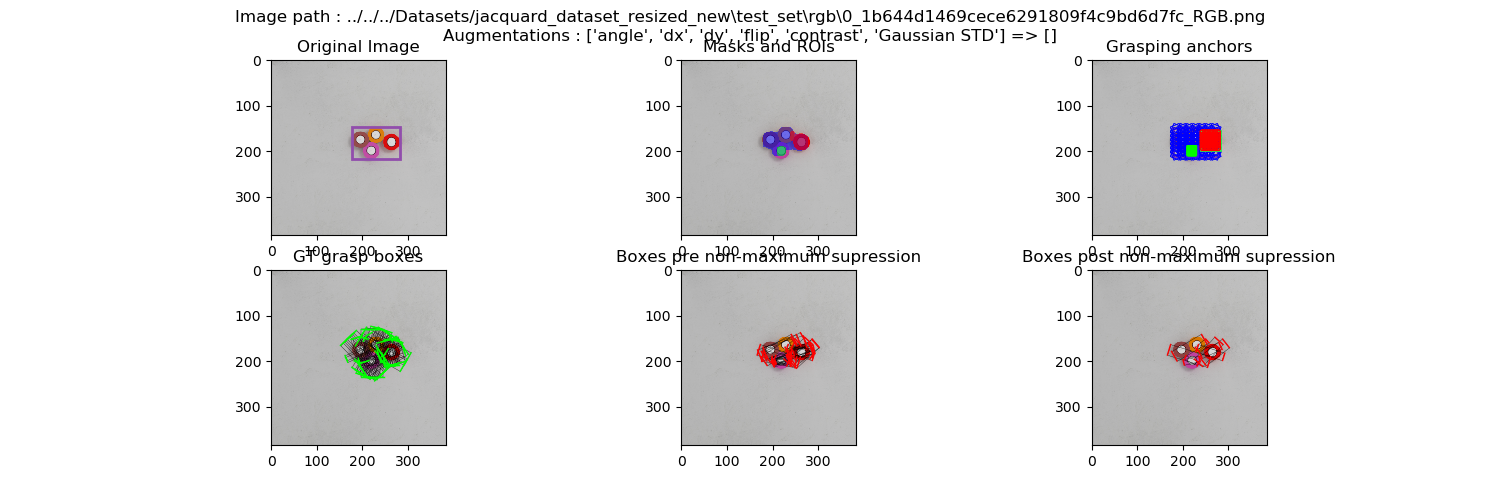 Image path : ../../../Datasets/jacquard_dataset_resized_new\test_set\rgb\0_1b644d1469cece6291809f4c9bd6d7fc_RGB.png
Augmentations : ['angle', 'dx', 'dy', 'flip', 'contrast', 'Gaussian STD'] => []
Original Image
0
100
200
300
0 100 200 300
Masks and ROIs
0
100
200
300
0 100 200 300
Grasping anchors
0
100
200
300
0 100 200 300
GT grasp boxes
0
100
200
300
0 100 200 300
Boxes pre non-maximum supression
0
100
200
300
0 100 200 300
Boxes post non-maximum supression
0
100
200
300
0 100 200 300